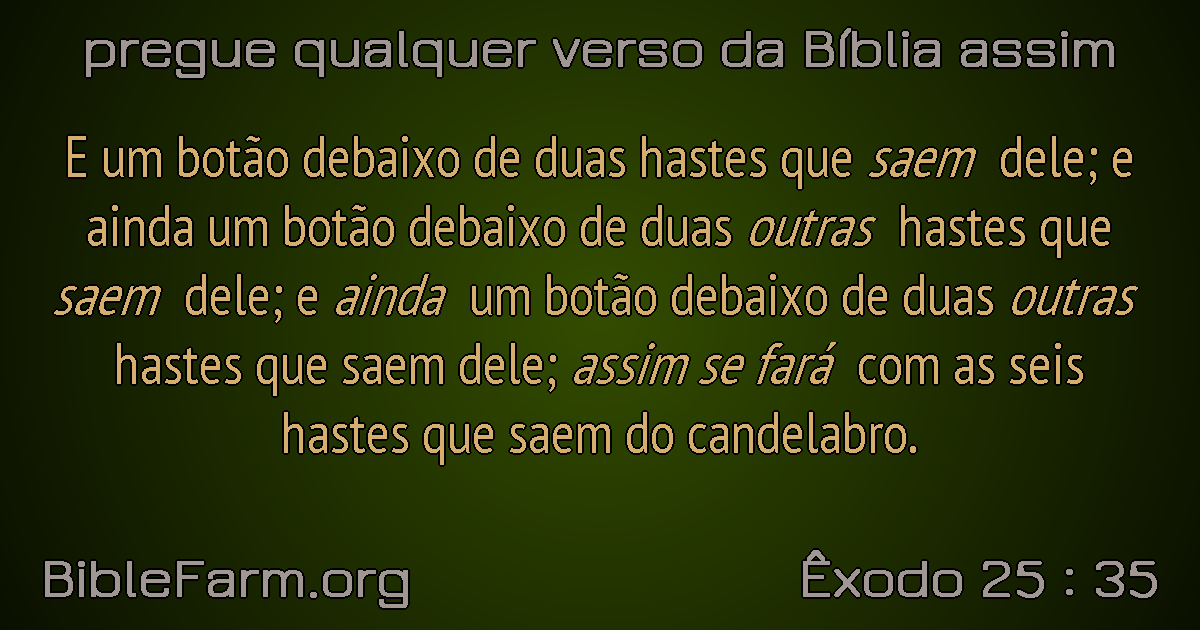 pregue qualquer verso da Bíblia assim
E um botão debaixo de duas hastes que saem dele; e
ainda um botão debaixo de duas outras hastes que
saem dele; e ainda um botão debaixo de duas outras
hastes que saem dele; assim se fará com as seis
hastes que saem do candelabro.
BibleFarm.org
Êxodo 25 : 35